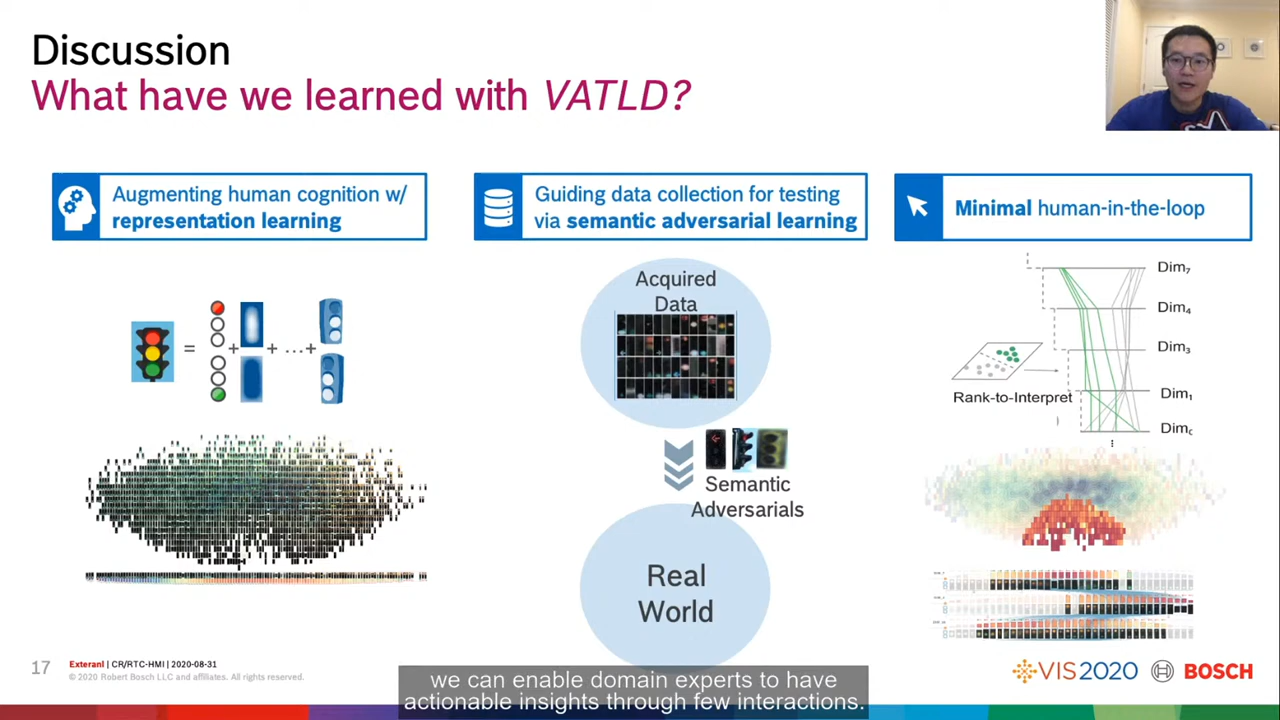 Discussion
What have we learned with VATLD?
Augmenting human cognition w/
representation learning
Guiding data collection for testing
via semantic adversarial learning
Minimal human-in-the-loop
= + + ...+
Acquired
Data
Semantic
Adversarials
Real
World
Dim7
Dim4
Dim3
Dim1
Dim0
Rank-to-Interpret
17
Exteranl | CR/RTC-HMI | 2020-08-31
© 2020 Robert Bosch LLC and affiliates. All rights reserved.
VIS2020
BOSCH
we can enable domain experts to have
actionable insights through few interactions.